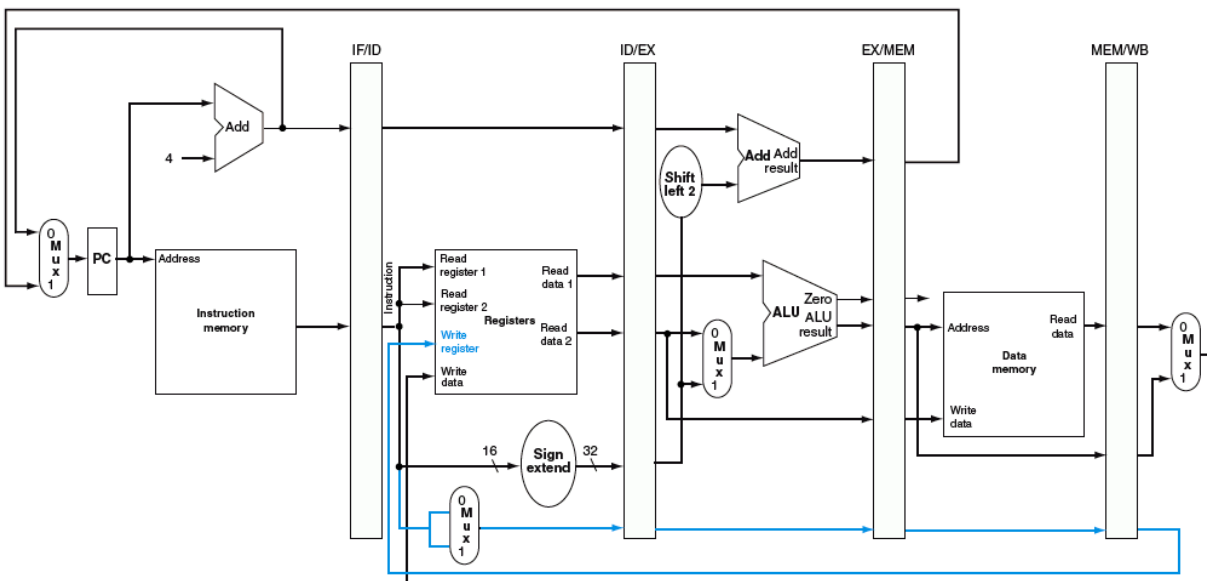 IF/ID
ID/EX
EX/MEM
MEM/WB
Add
4
Add Add
result
Shift
left 2
0
M
u
x
1
PC
Address
Instruction
memory
Instruction
Read
register 1
Read
register 2
Write
register
Write
data
Registers
Read
data 1
Read
data 2
0
M
u
x
1
ALU
Zero
ALU
result
Address
Read
data
Data
memory
Write
data
0
M
u
x
1
16
Sign
extend
32
0
M
u
x
1